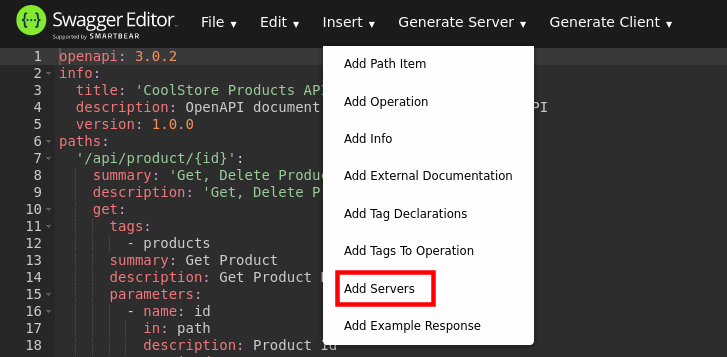 Swagger Editor
Supported by SMARTBEAR
File ▾ Edit ▾ Insert ▾ Generate Server ▾ Generate Client ▾
1 openapi: 3.0.2
2 info:
3 title: 'CoolStore Products API
4 description: OpenAPI document PI
5 version: 1.0.0
6 paths:
7 '/api/product/{id}':
8 summary: 'Get, Delete Produ
9 description: 'Get, Delete P
10 get:
11 tags:
12 - products
13 summary: Get Product
14 description: Get Product
15 parameters:
16 - name: id
17 in: path
18 description: Product id
Add Path Item
Add Operation
Add Info
Add External Documentation
Add Tag Declarations
Add Tags To Operation
Add Servers
Add Example Response